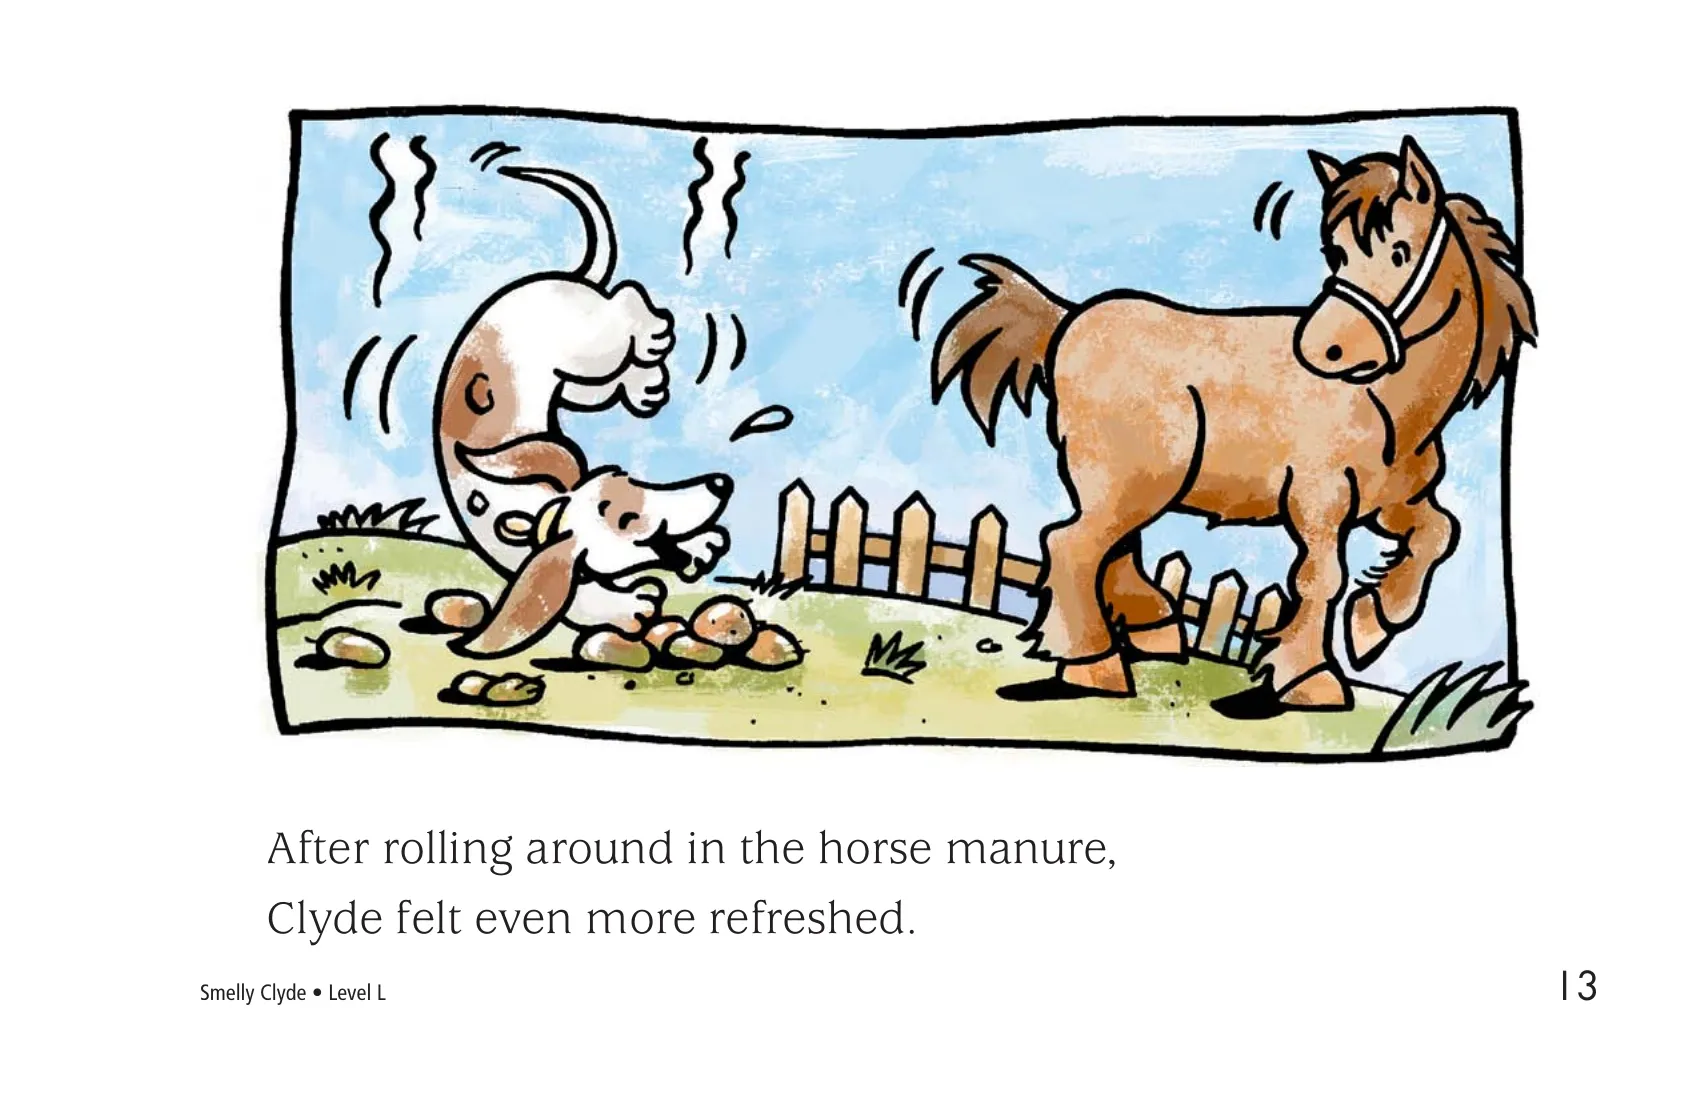 After rolling around in the horse manure,
Clyde felt even more refreshed.
Smelly Clyde • Level L
13